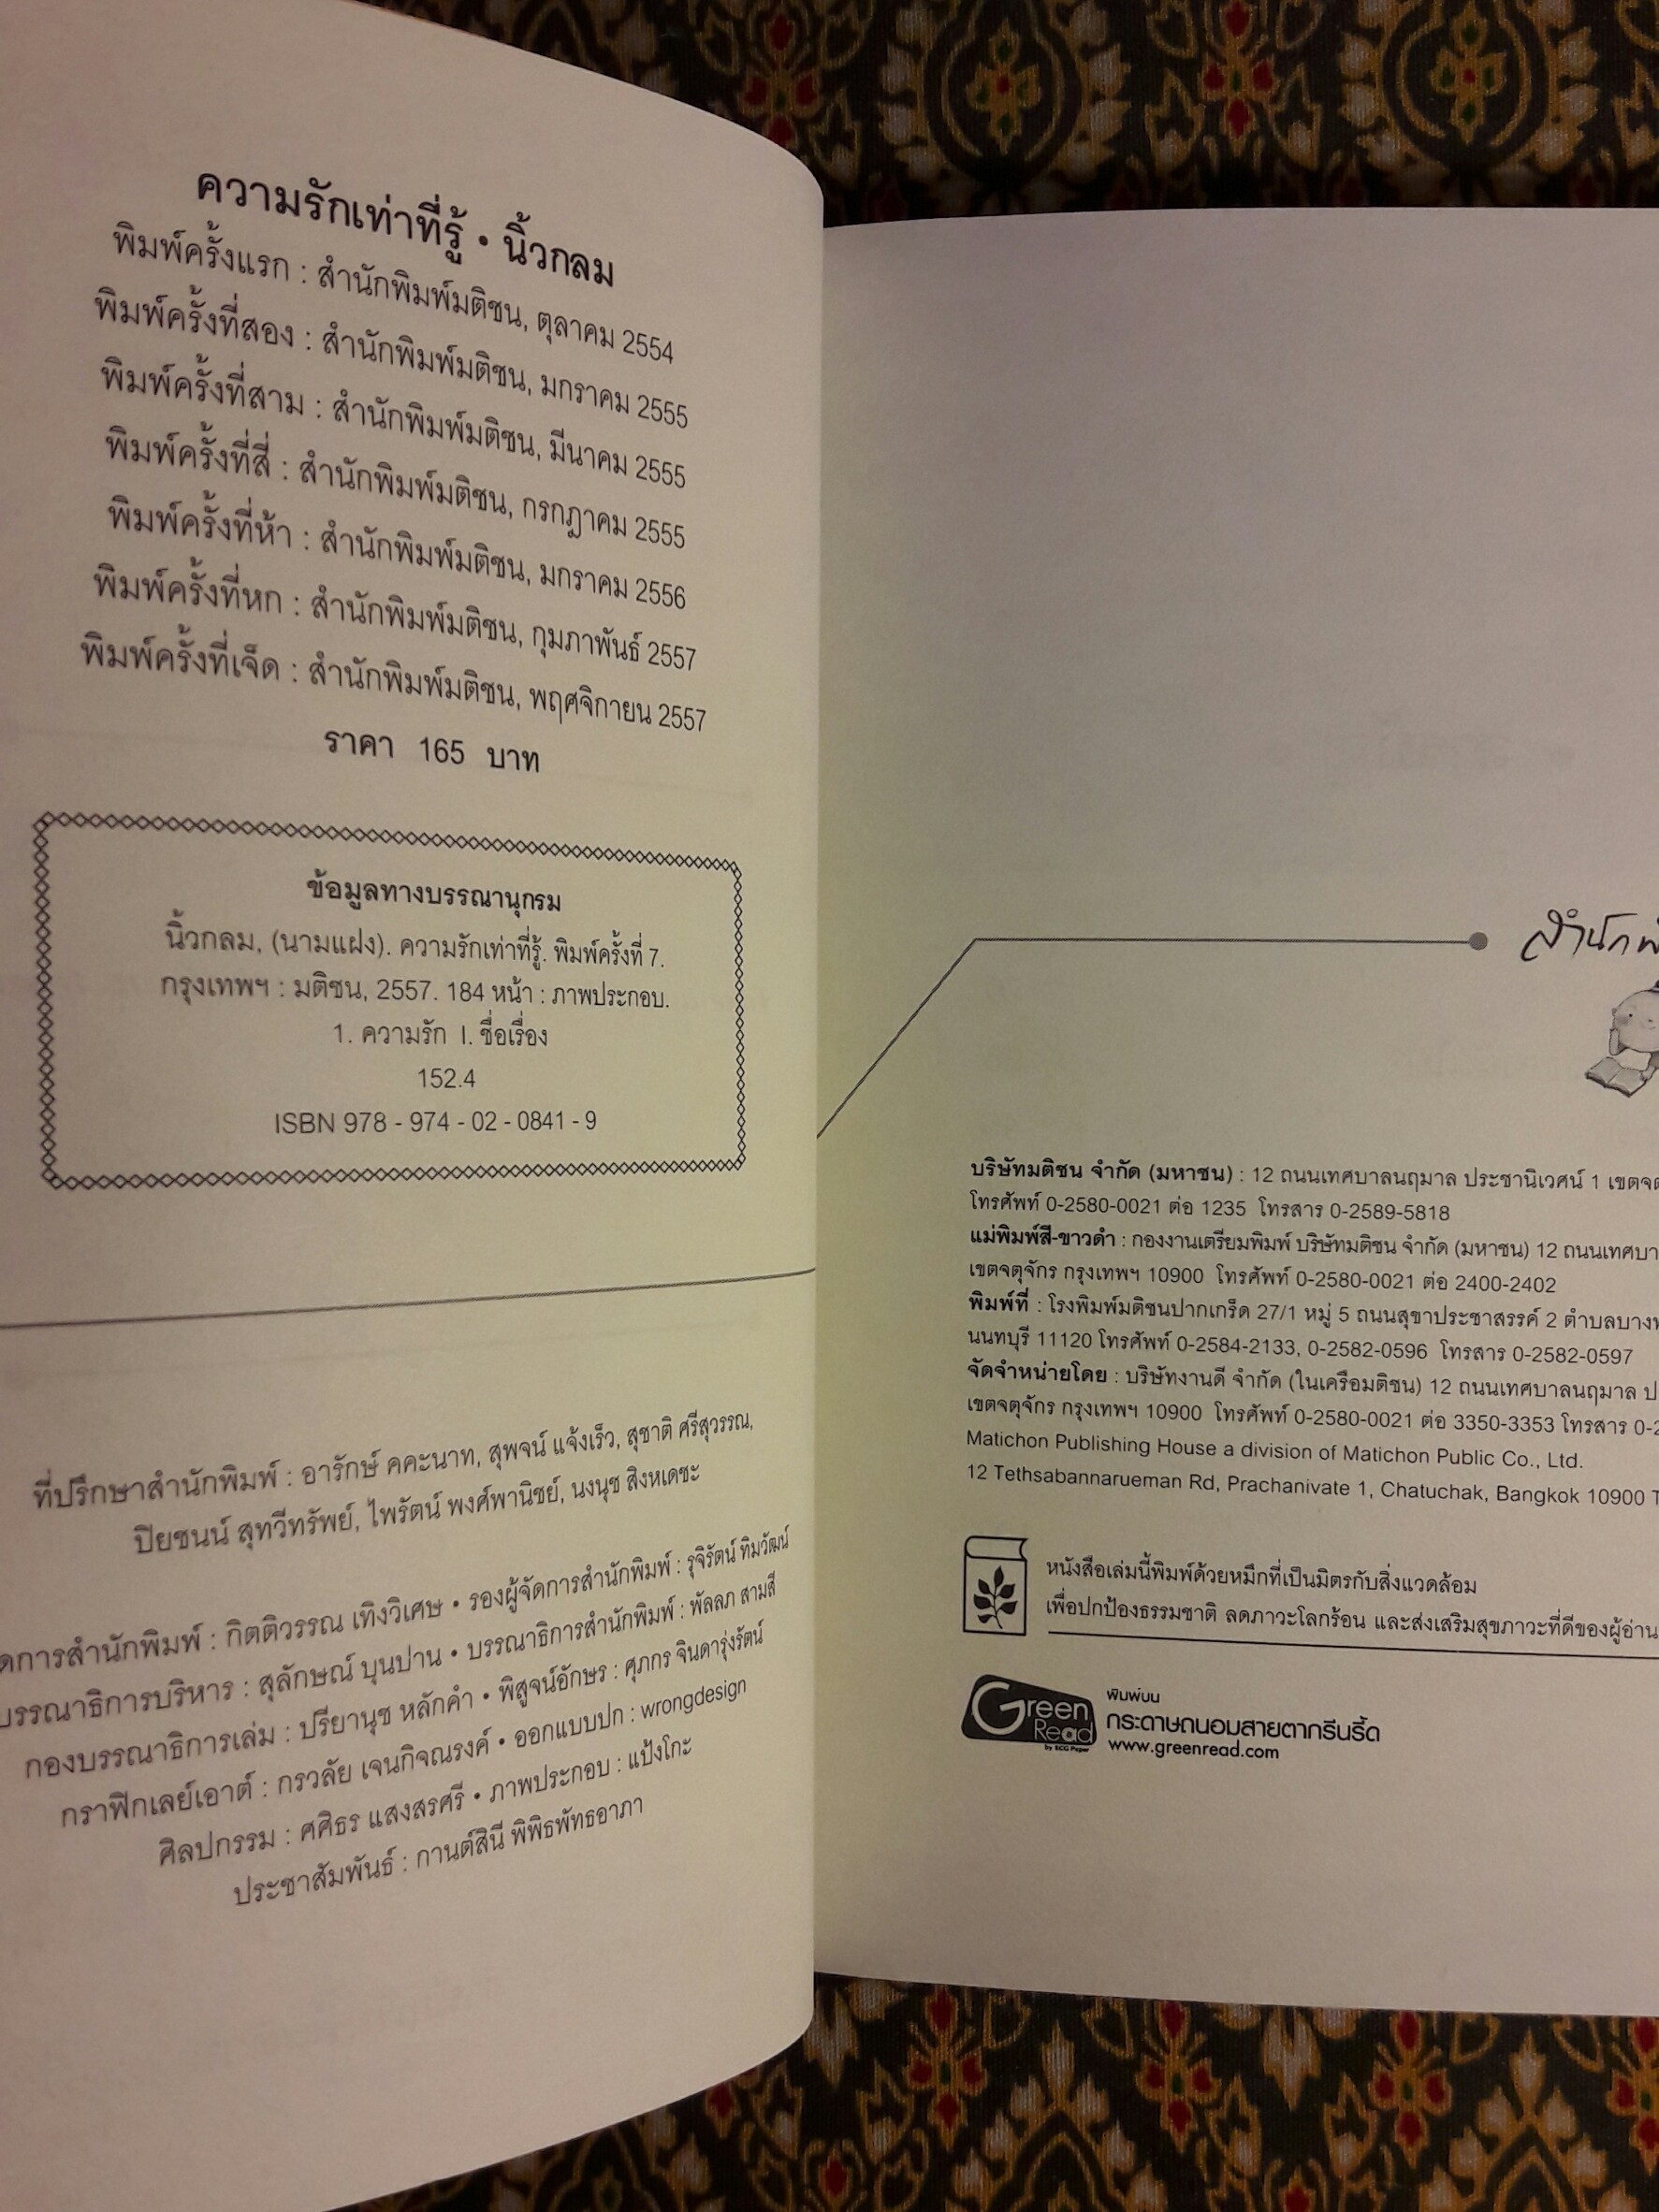 ความรักเท่าที่รู้ • นิ้วกลม
พิมพ์ครั้งแรก : สำนักพิมพ์มติชน, ตุลาคม 2554
พิมพ์ครั้งที่สอง : สำนักพิมพ์มติชน, มกราคม 2555
พิมพ์ครั้งที่สาม : สำนักพิมพ์มติชน, มีนาคม 2555
พิมพ์ครั้งที่สี่ : สำนักพิมพ์มติชน, กรกฎาคม 2555
พิมพ์ครั้งที่ห้า : สำนักพิมพ์มติชน, มกราคม 2556
พิมพ์ครั้งที่หก : สำนักพิมพ์มติชน, กุมภาพันธ์ 2557
พิมพ์ครั้งที่เจ็ด : สำนักพิมพ์มติชน, พฤศจิกายน 2557
ราคา 165 บาท
ข้อมูลทางบรรณานุกรม
นิ้วกลม, (นามแฝง). ความรักเท่าที่รู้. พิมพ์ครั้งที่ 7.
กรุงเทพฯ : มติชน, 2557. 184 หน้า : ภาพประกอบ.
1. ความรัก I. ชื่อเรื่อง
152.4
ISBN 978 - 974 - 02 - 0841 - 9
ที่ปรึกษาสำนักพิมพ์ : อารักษ์ คคะนาท, สุพจน์ แจ้งเร็ว, สุชาติ ศรีสุวรรณ,
ปิยชนน์ สุทวีทรัพย์, ไพรัตน์ พงศ์พานิชย์, นงนุช สิงหเดชะ
ดการสำนักพิมพ์ : กิตติวรรณ เทิงวิเศษ • รองผู้จัดการสำนักพิมพ์ : รุจิรัตน์ ทิมวัฒน์
บรรณาธิการบริหาร : สุลักษณ์ บุนปาน • บรรณาธิการสำนักพิมพ์ : พัลลภ สามสี
กองบรรณาธิการเล่ม : ปรียานุช หลักคำ • พิสูจน์อักษร : ศุภกร จินดารุ่งรัตน์
กราฟิกเลย์เอาต์ : กรวลัย เจนกิจณรงค์ • ออกแบบปก : wrongdesign
ศิลปกรรม : ศศิธร แสงสรศรี • ภาพประกอบ : แป้งโกะ
ประชาสัมพันธ์ : กานต์สินี พิพิธพัทธอาภา
สำนักพิ
บริษัทมติชน จำกัด (มหาชน) : 12 ถนนเทศบาลนฤมาล ประชานิเวศน์ 1 เขตจต
โทรศัพท์ 0-2580-0021 ต่อ 1235 โทรสาร 0-2589-5818
แม่พิมพ์สี-ขาวดำ : กองงานเตรียมพิมพ์ บริษัทมติชน จำกัด (มหาชน) 12 ถนนเทศบา
เขตจตุจักร กรุงเทพฯ 10900 โทรศัพท์ 0-2580-0021 ต่อ 2400-2402
พิมพ์ที่ : โรงพิมพ์มติชนปากเกร็ด 27/1 หมู่ 5 ถนนสุขาประชาสรรค์ 2 ตำบลบางพ
นนทบุรี 11120 โทรศัพท์ 0-2584-2133, 0-2582-0596 โทรสาร 0-2582-0597
จัดจำหน่ายโดย : บริษัทงานดี จำกัด (ในเครือมติชน) 12 ถนนเทศบาลนฤมาล ป
เขตจตุจักร กรุงเทพฯ 10900 โทรศัพท์ 0-2580-0021 ต่อ 3350-3353 โทรสาร 0-2
Matichon Publishing House a division of Matichon Public Co., Ltd.
12 Tethsabannarueman Rd, Prachanivate 1, Chatuchak, Bangkok 10900 T
หนังสือเล่มนี้พิมพ์ด้วยหมึกที่เป็นมิตรกับสิ่งแวดล้อม
เพื่อปกป้องธรรมชาติ ลดภาวะโลกร้อน และส่งเสริมสุขภาวะที่ดีของผู้อ่าน
Green Read
by SCG Paper
พิมพ์บน
กระดาษถนอมสายตากรีนรี้ด
www.greenread.com